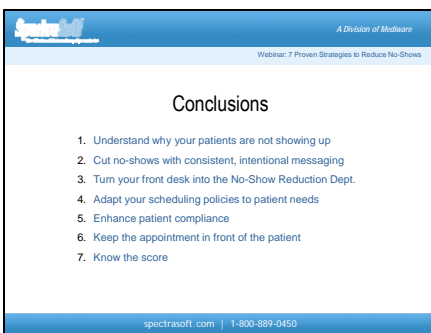 SpectraSoft
A Division of Mediware
Webinar: 7 Proven Strategies to Reduce No-Shows
Conclusions
1. Understand why your patients are not showing up
2. Cut no-shows with consistent, intentional messaging
3. Turn your front desk into the No-Show Reduction Dept.
4. Adapt your scheduling policies to patient needs
5. Enhance patient compliance
6. Keep the appointment in front of the patient
7. Know the score
spectrasoft.com | 1-800-889-0450